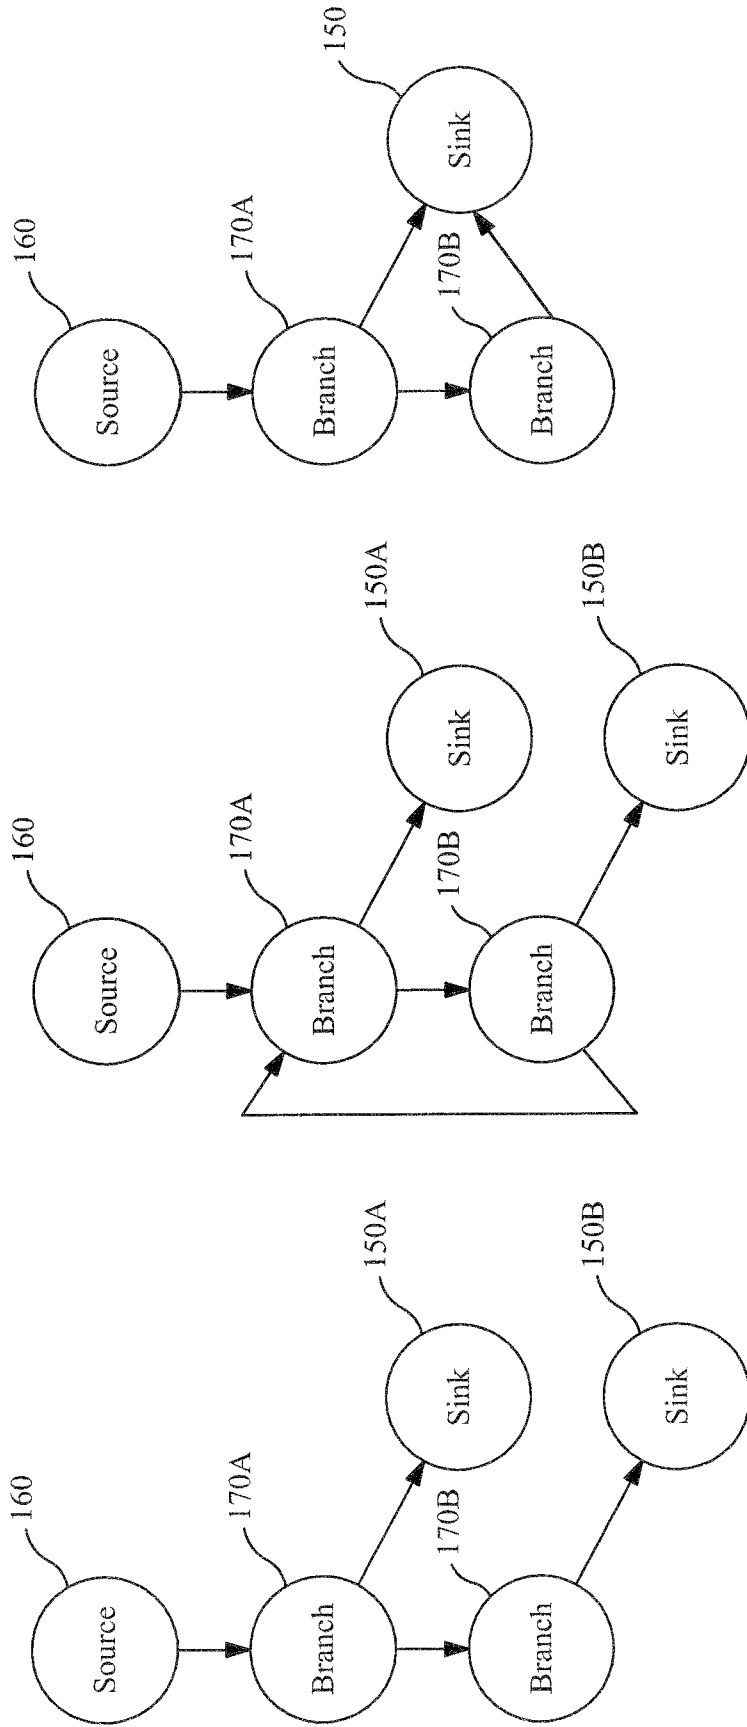 160
Source
170A
Branch
150A
Sink
170B
Branch
150B
Sink
160
Source
170A
Branch
150A
Sink
170B
Branch
150B
Sink
160
Source
170A
Branch
150
Sink
170B
Branch